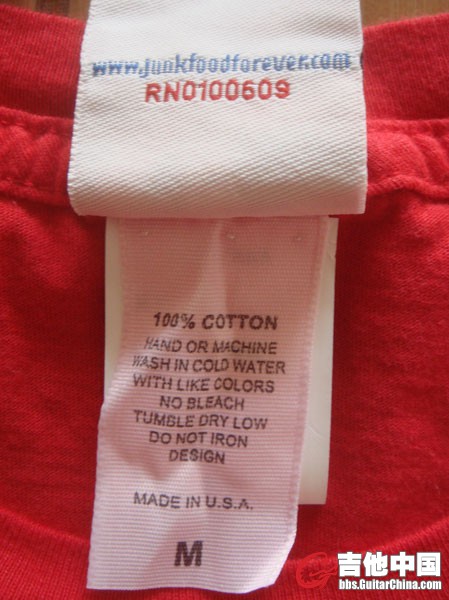 www.junkfoodforever.com
RN0100609
100% COTTON
HAND OR MACHINE
WASH IN COLD WATER
WITH LIKE COLORS
NO BLEACH
TUMBLE DRY LOW
DO NOT IRON
DESIGN
MADE IN U.S.A.
M
吉他中国
bbs.GuitarChina.com